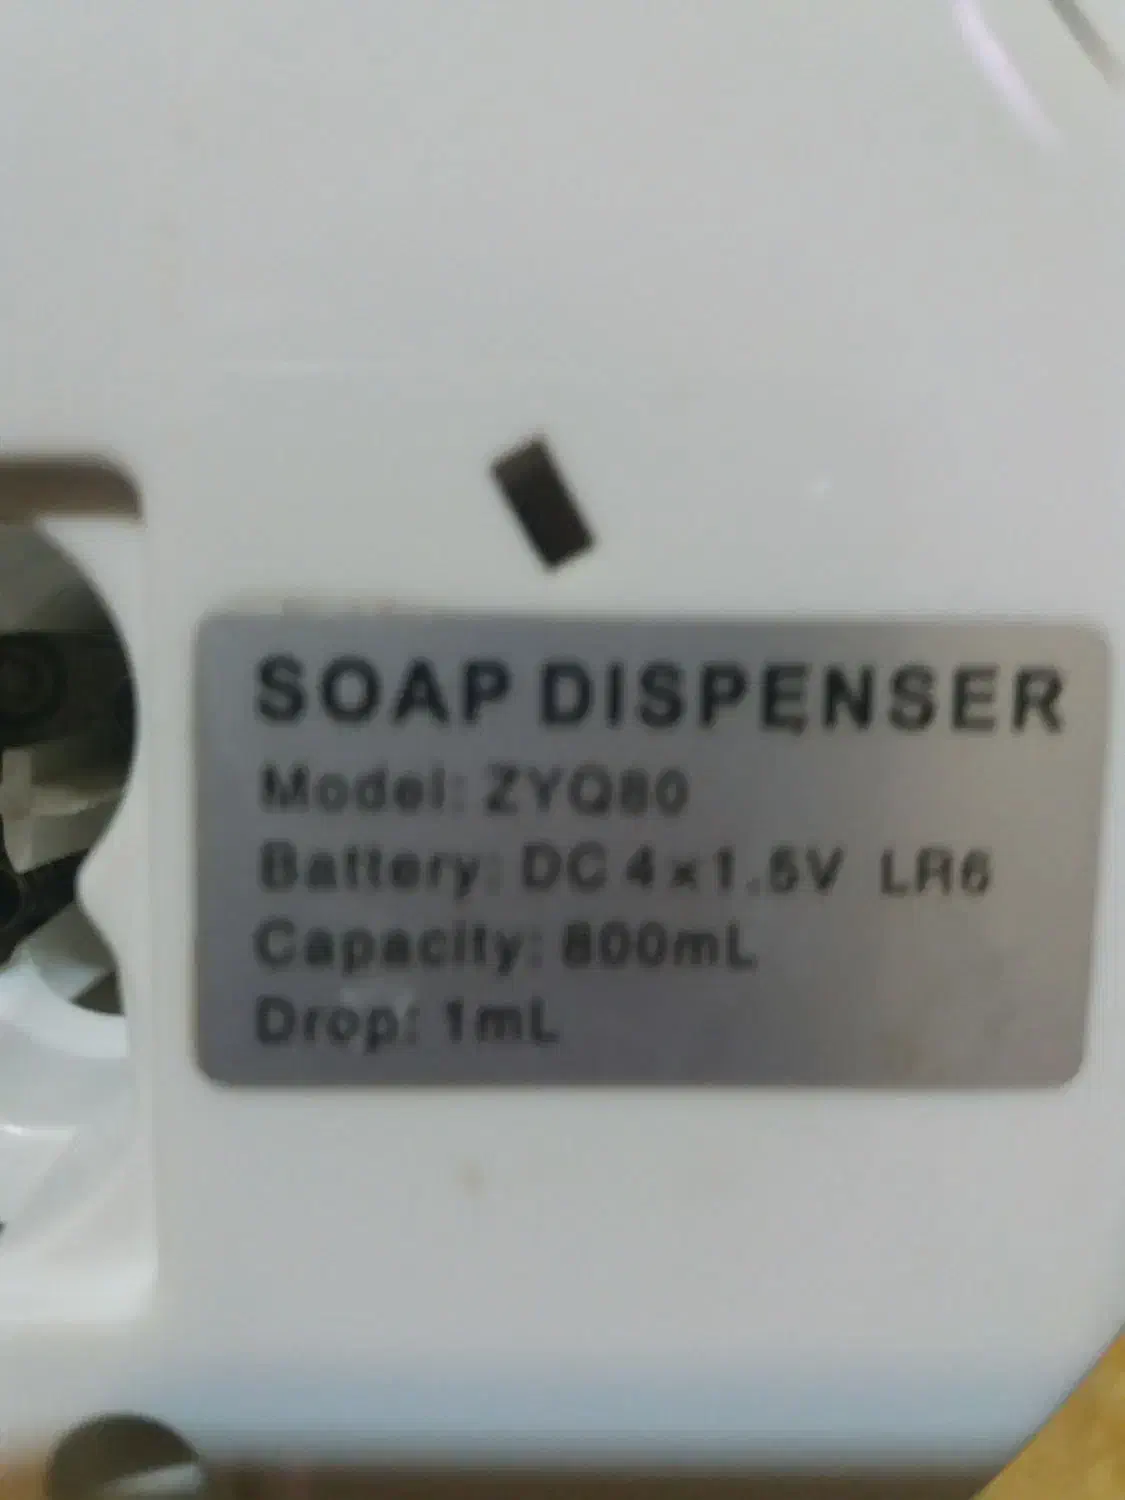 SOAP DISPENSER
Model: ZYQ80
Battery: DC 4×1.5V LR6
Capacity: 800mL
Drop: 1mL